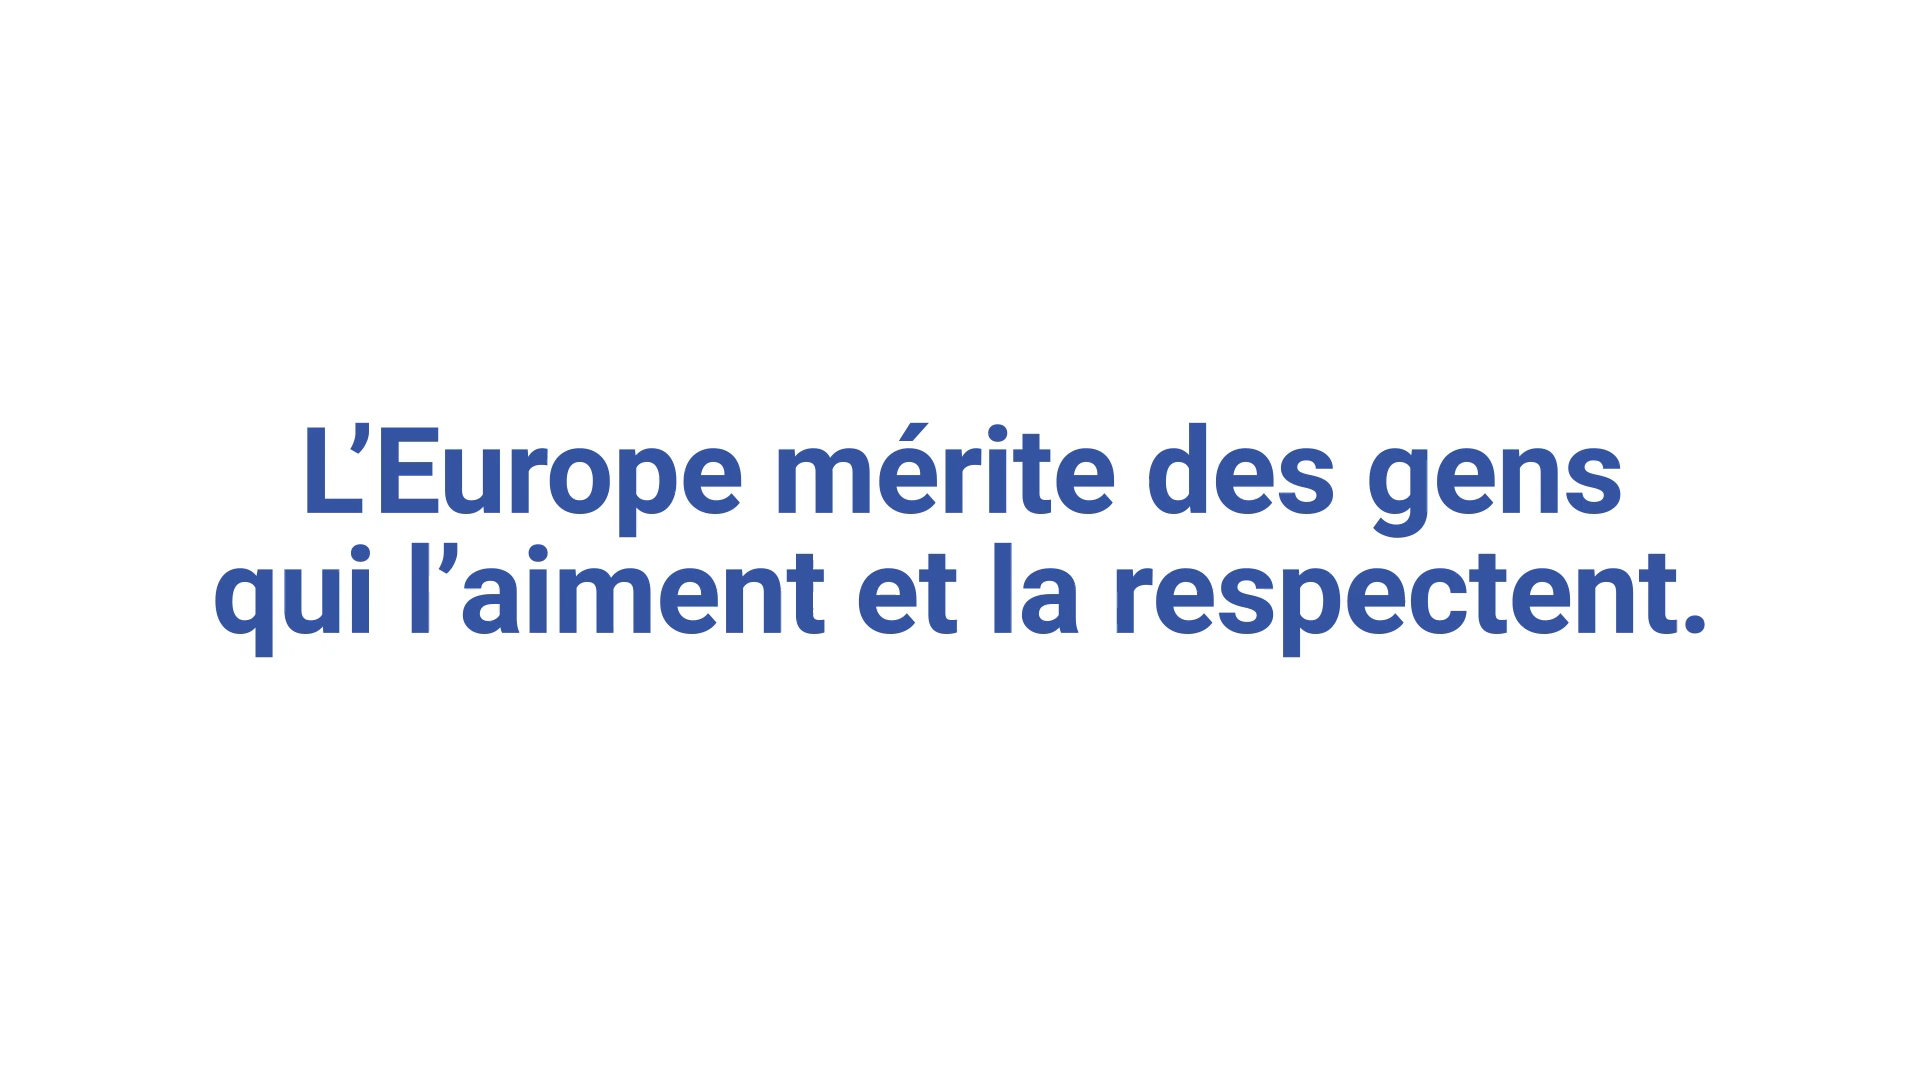 L’Europe mérite des gens
qui l’aiment et la respectent.